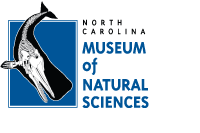 NORTH
CAROLINA
MUSEUM
of
NATURAL
SCIENCES